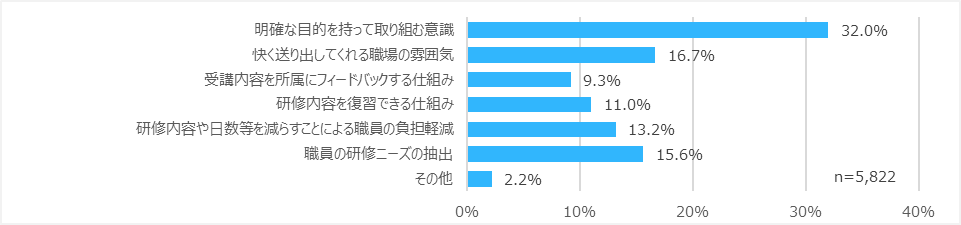 明確な目的を持って取り組む意識 32.0%
快く送り出してくれる職場の雰囲気 16.7%
受講内容を所属にフィードバックする仕組み 9.3%
研修内容を復習できる仕組み 11.0%
研修内容や日数等を減らすことによる職員の負担軽減 13.2%
職員の研修ニーズの抽出 15.6%
その他 2.2%
n=5,822
0% 10% 20% 30% 40%